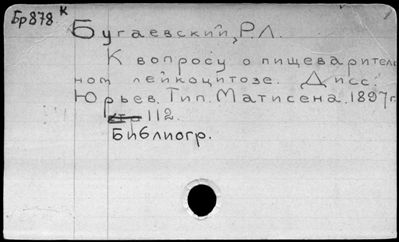 Бр878 к
Бугаевский, Р.Л.
К вопросу о пищеваритель
ном лейкоцитозе. Дисс.
Юрьев. Тип. Матисена. 1897г.
112.
Библиогр.